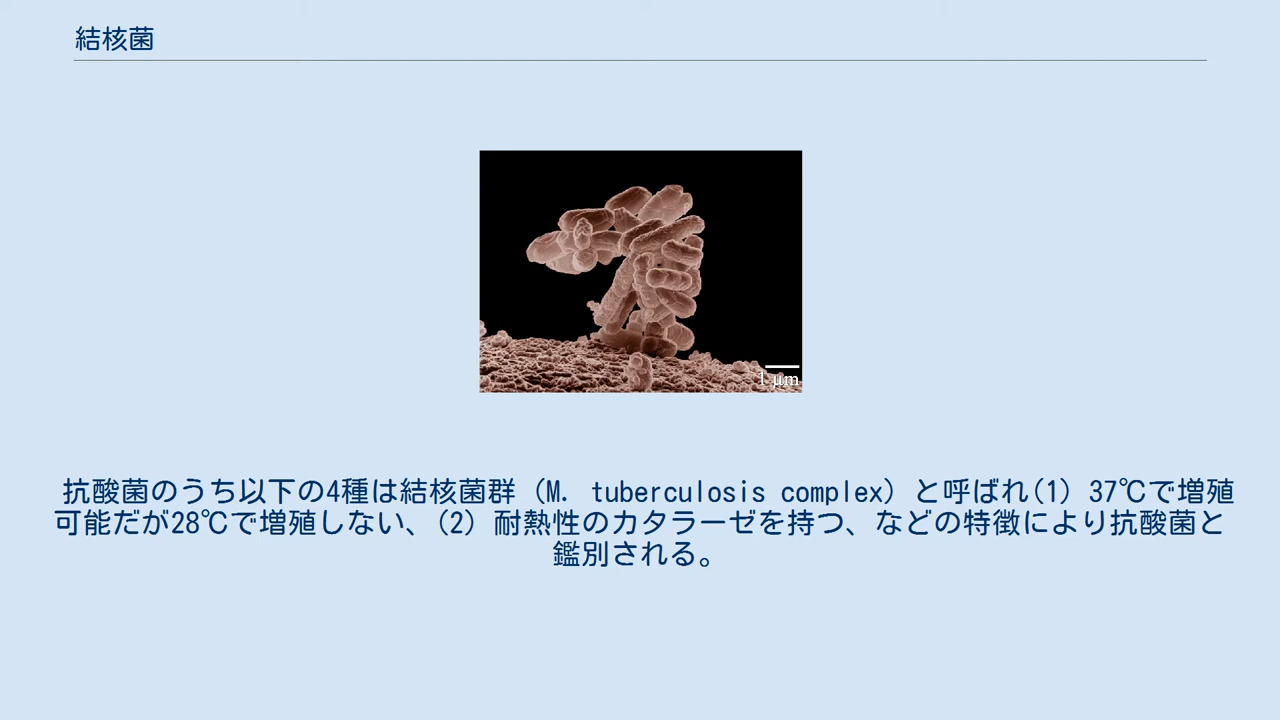 結核菌
1 μm
抗酸菌のうち以下の4種は結核菌群（M. tuberculosis complex）と呼ばれ(1) 37℃で増殖
可能だが28℃で増殖しない、(2) 耐熱性のカタラーゼを持つ、などの特徴により抗酸菌と
鑑別される。